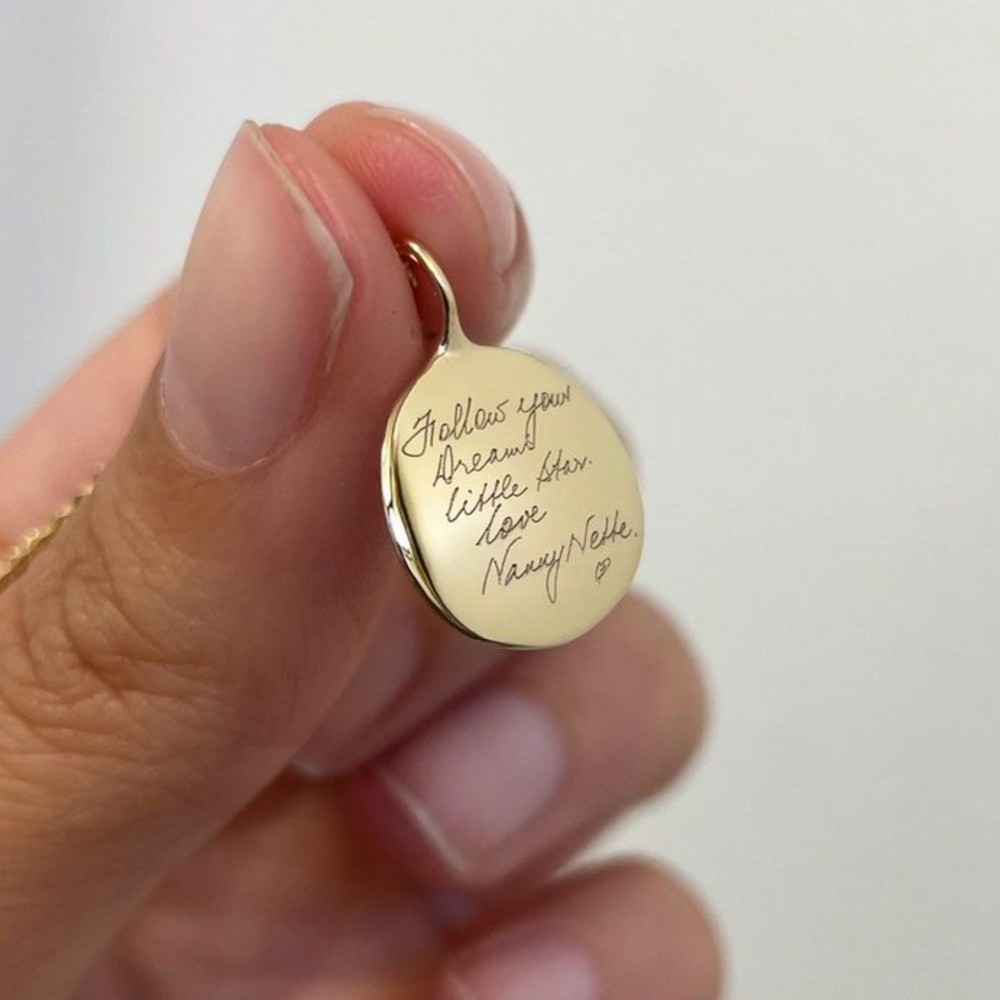 Follow your
Dreams
little star.
Love
Nanny Nette.